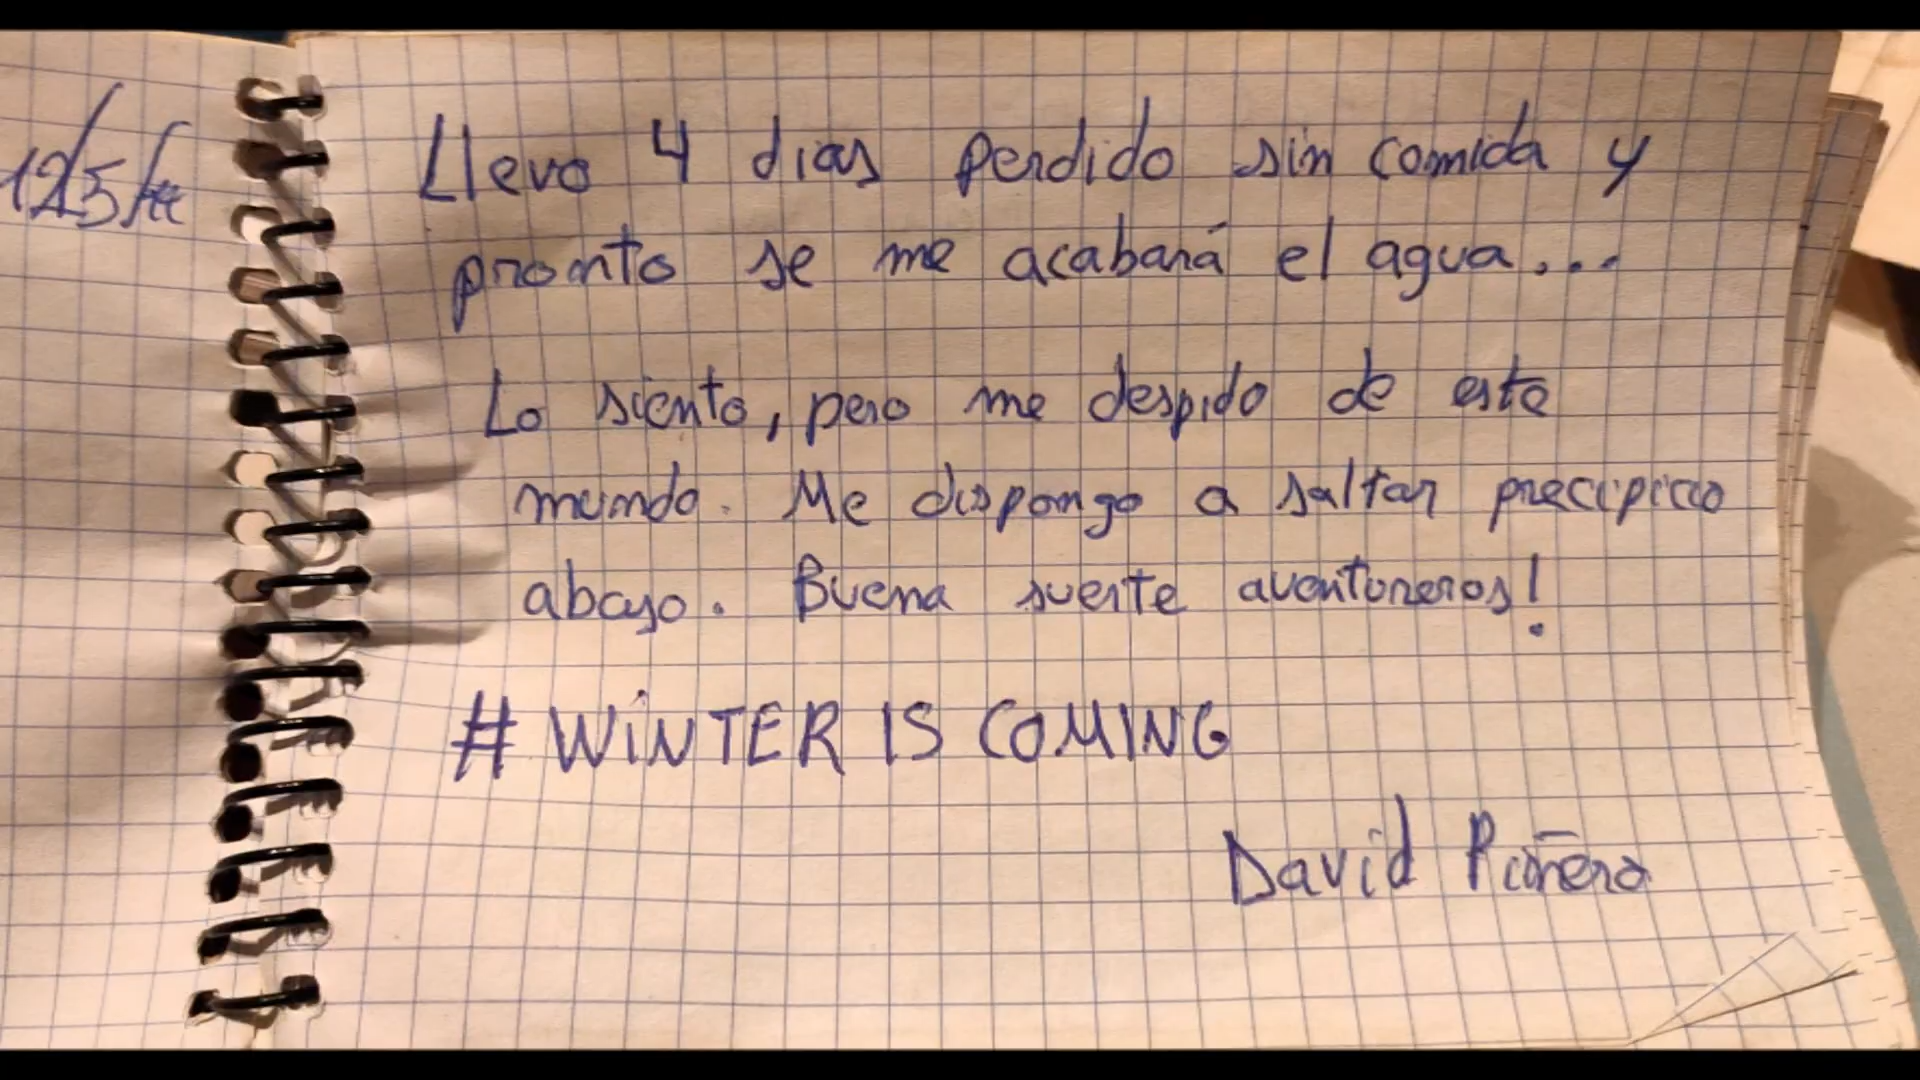 Llevo 4 dias perdido sin comida y
pronto se me acabará el agua...
Lo siento, pero me despido de este
mundo. Me dispongo a saltar precipicio
abajo. Buena suerte aventureros!
# WiNTER IS COMING
David Piñero